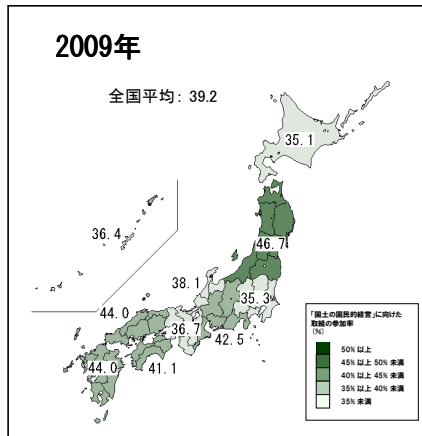 2009年
全国平均: 39.2
35.1
36.4
46.7
38.1
35.3
44.0
36.7
42.5
44.0
41.1
「国土の国民的経営」に向けた
取組の参加率
(%)
50%以上
45%以上 50%未満
40%以上 45%未満
35%以上 40%未満
35%未満